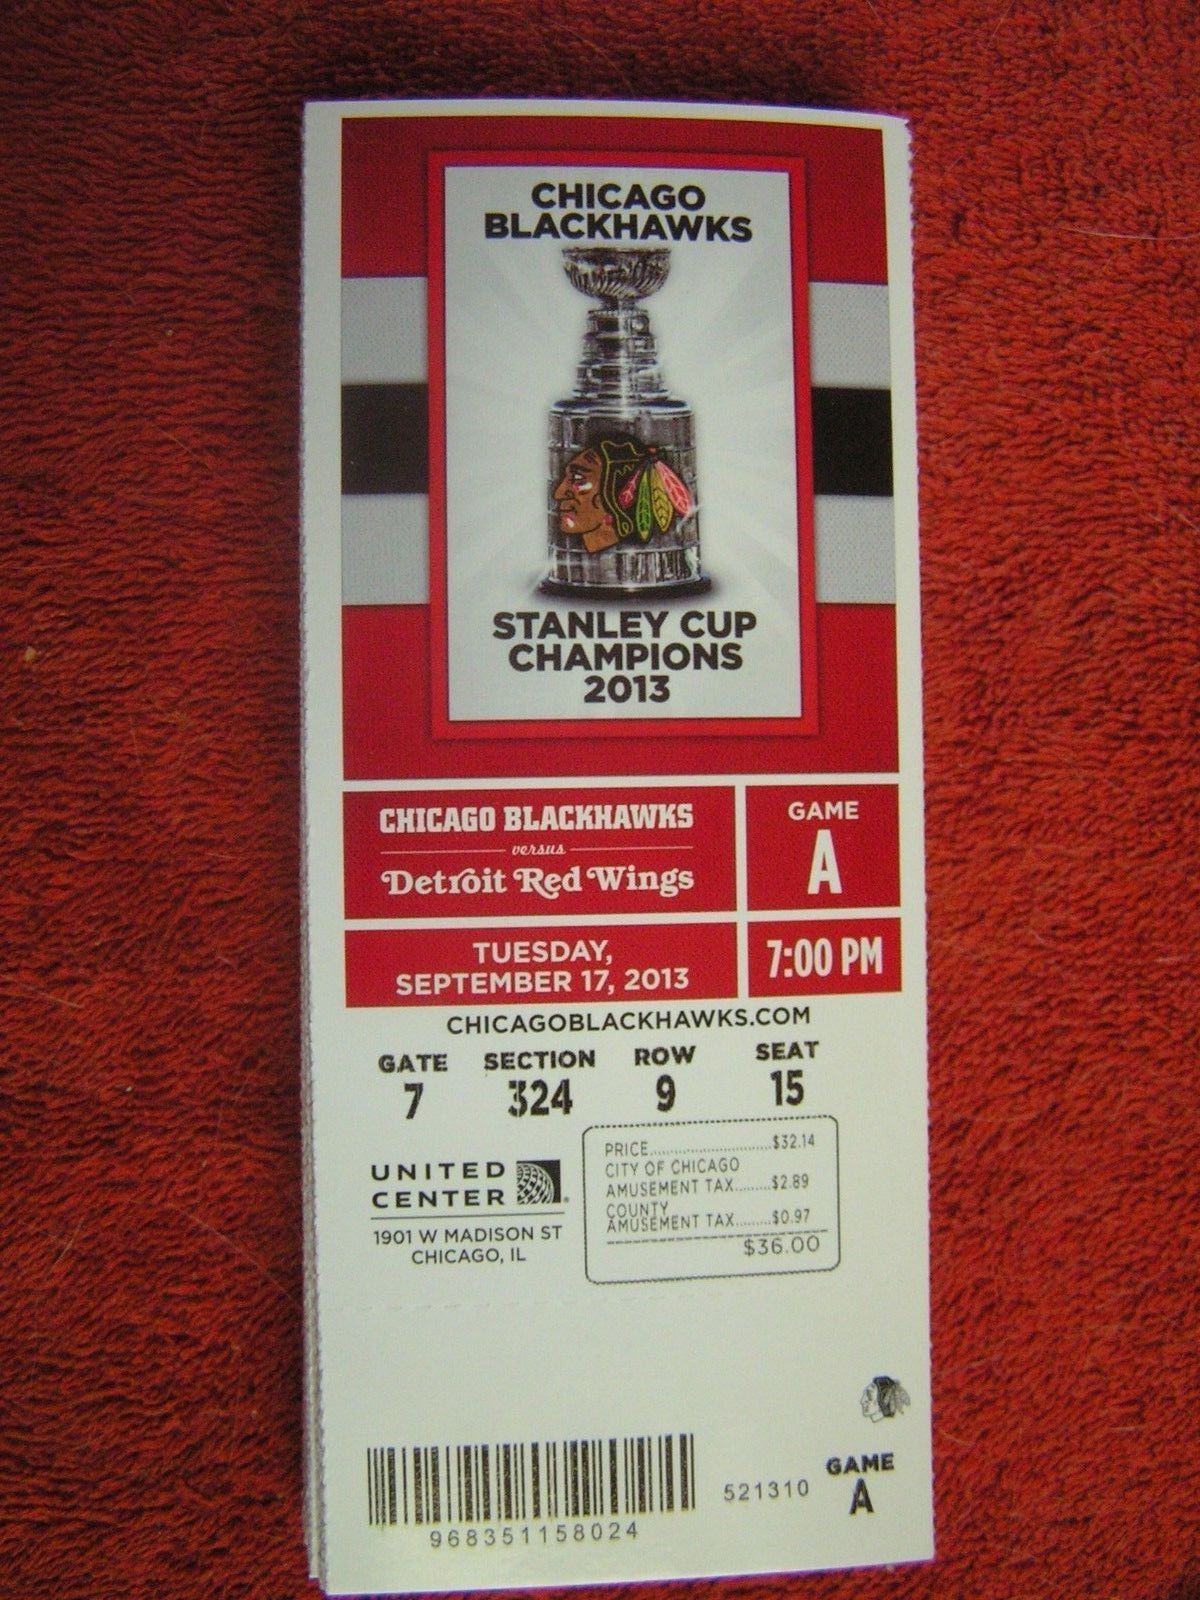 CHICAGO
BLACKHAWKS
STANLEY CUP
CHAMPIONS
2013
CHICAGO BLACKHAWKS
versus
Detroit Red Wings
GAME
A
TUESDAY,
SEPTEMBER 17, 2013
7:00 PM
CHICAGOBLACKHAWKS.COM
GATE SECTION ROW SEAT
7 324 9 15
UNITED
CENTER
1901 W MADISON ST
CHICAGO, IL
PRICE..............................$32.14
CITY OF CHICAGO
AMUSEMENT TAX.........$2.89
COUNTY
AMUSEMENT TAX.........$0.97
$36.00
968351158024
521310
GAME
A